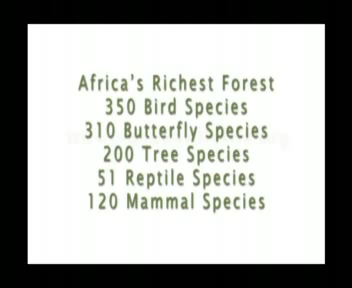 Africa's Richest Forest
350 Bird Species
310 Butterfly Species
200 Tree Species
51 Reptile Species
120 Mammal Species